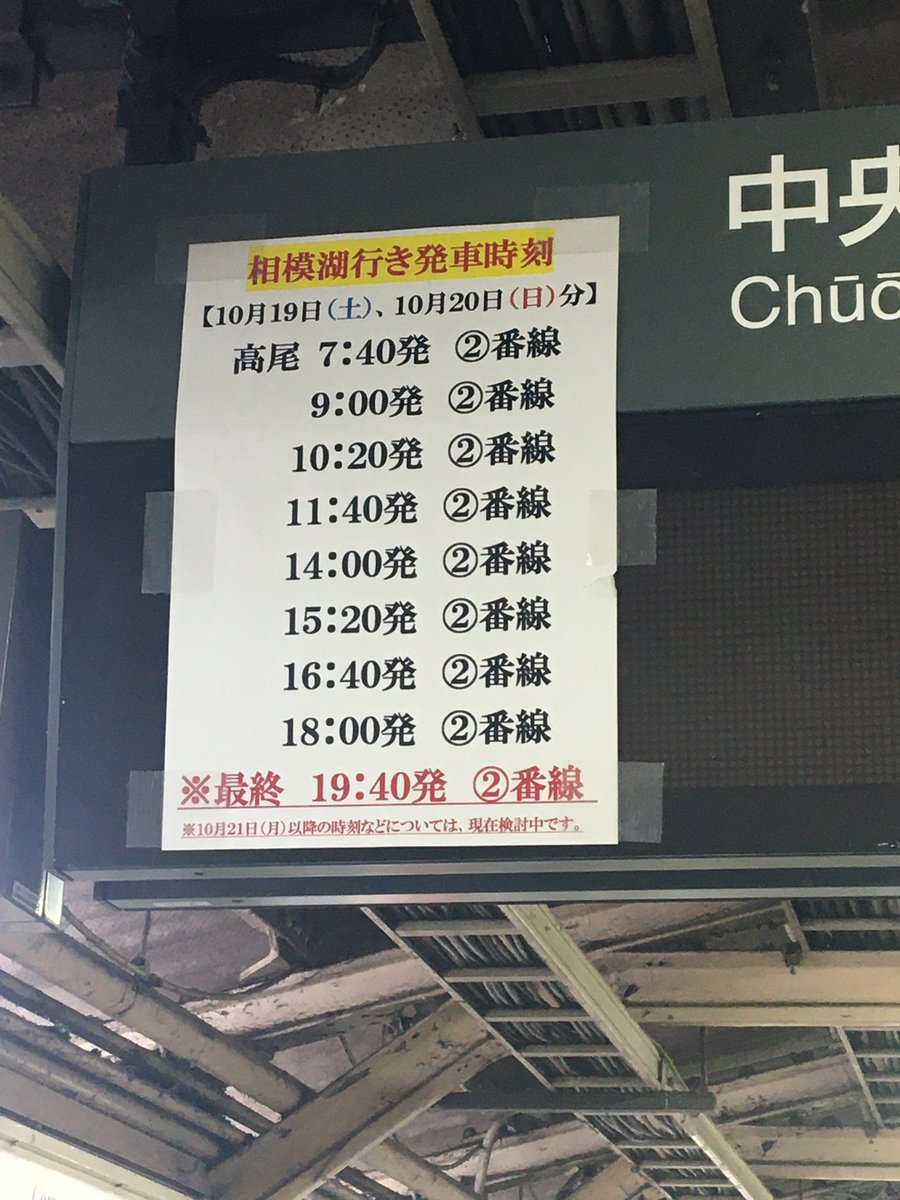 相模湖行き発車時刻
【10月19日(土)、10月20日(日)分】
高尾 7:40発 ②番線
9:00発 ②番線
10:20発 ②番線
11:40発 ②番線
14:00発 ②番線
15:20発 ②番線
16:40発 ②番線
18:00発 ②番線
※最終 19:40発 ②番線
※10月21日(月)以降の時刻などについては、現在検討中です。
中央
Chūō